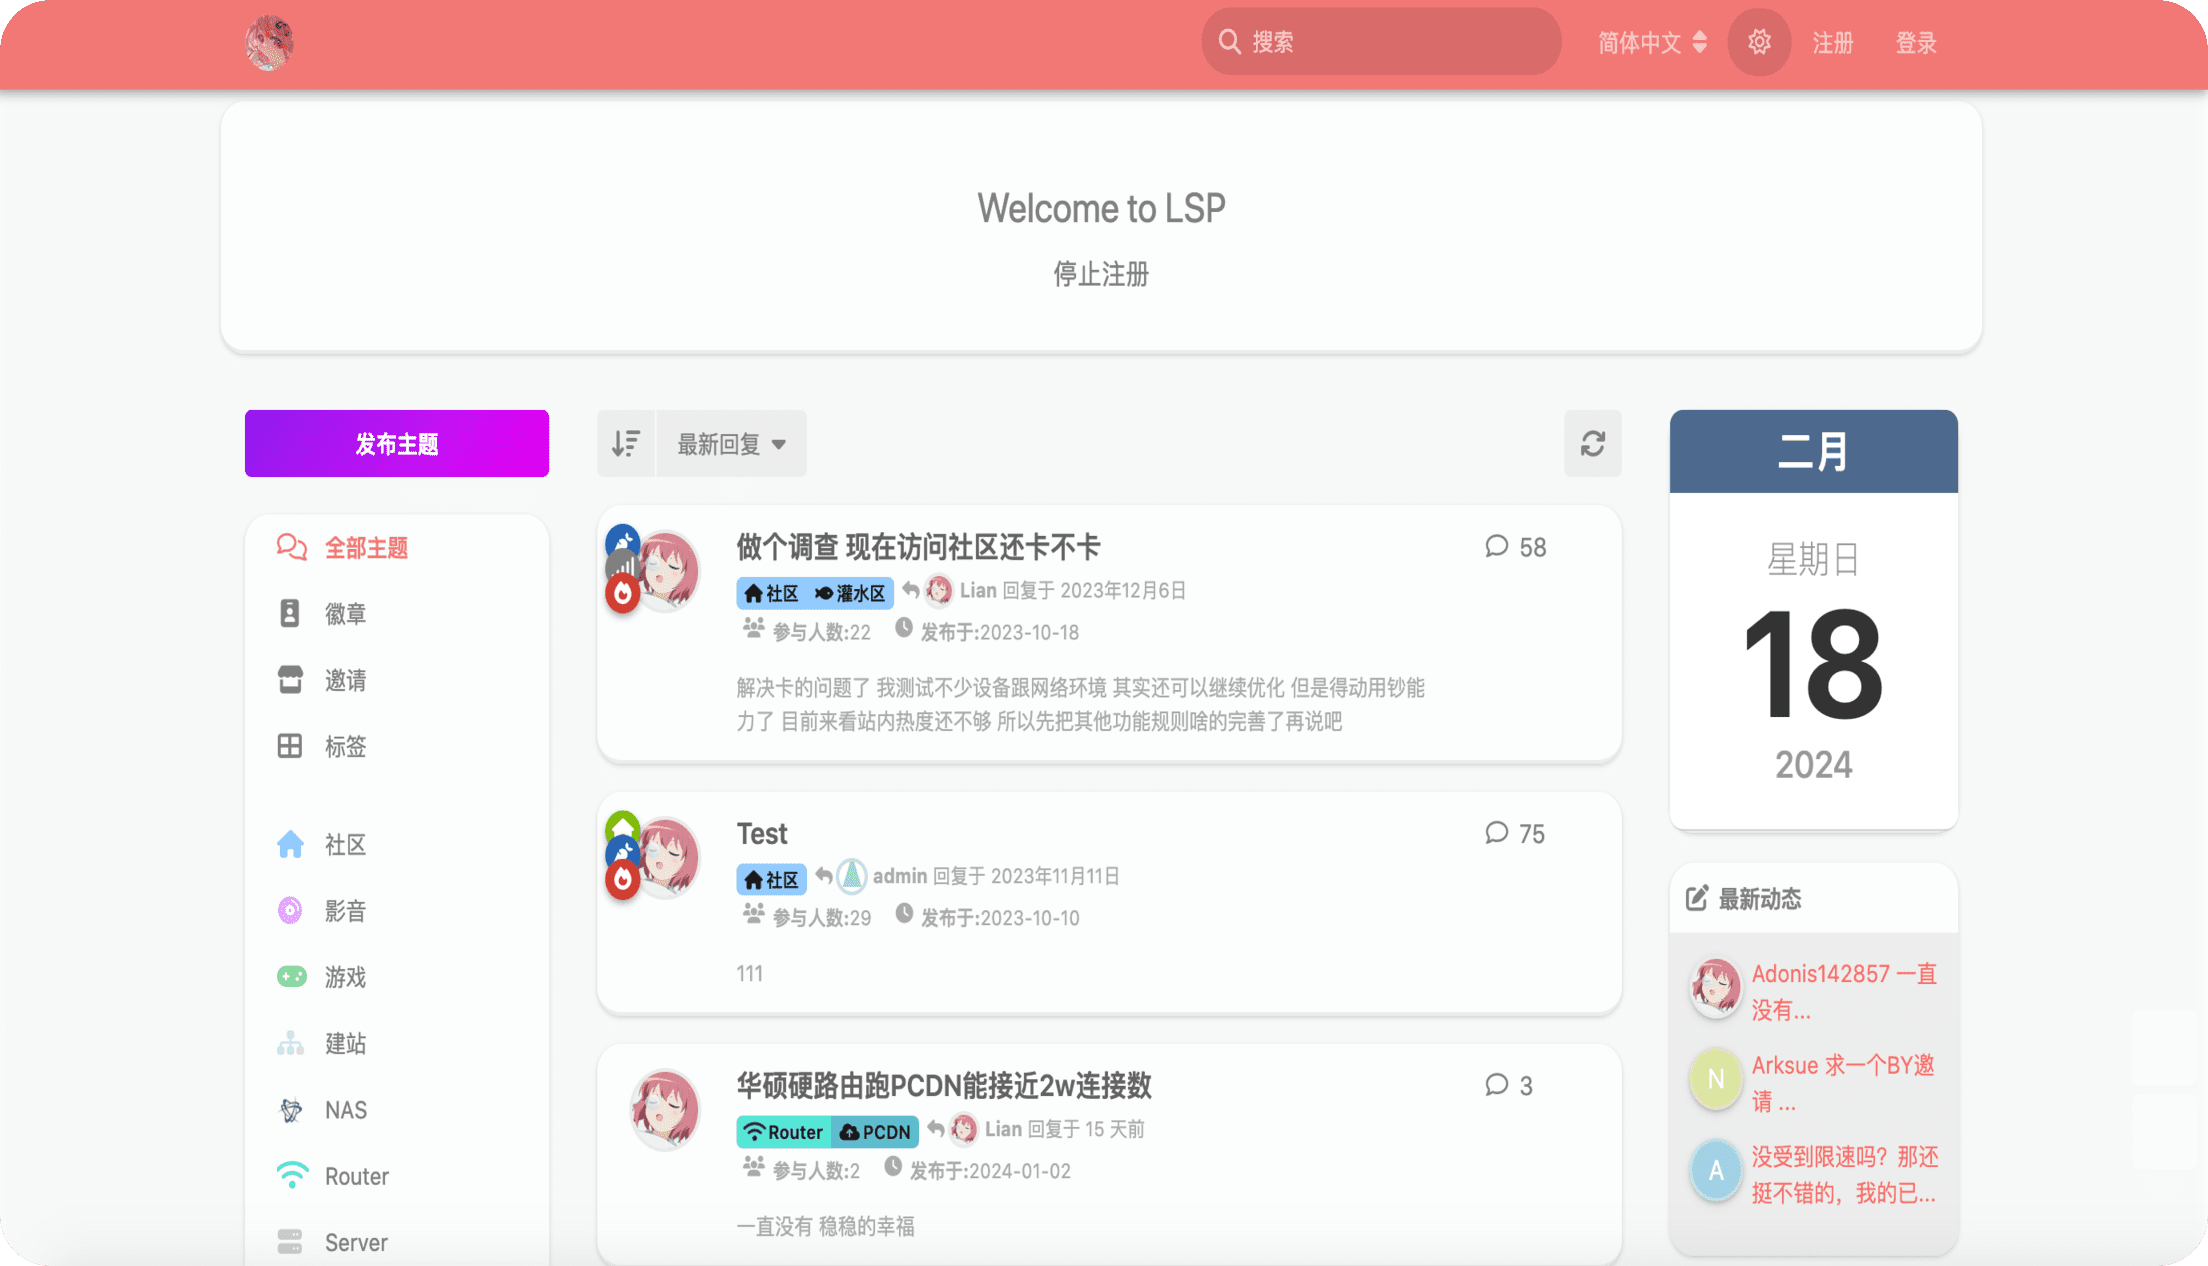 搜索
简体中文
注册
登录
Welcome to LSP
停止注册
发布主题
全部主题
徽章
邀请
标签
社区
影音
游戏
建站
NAS
Router
Server
最新回复
做个调查 现在访问社区还卡不卡
58
社区 灌水区 Lian 回复于 2023年12月6日
参与人数:22 发布于:2023-10-18
解决卡的问题了 我测试不少设备跟网络环境 其实还可以继续优化 但是得动用钞能
力了 目前来看站内热度还不够 所以先把其他功能规则啥的完善了再说吧
Test
75
社区 admin 回复于 2023年11月11日
参与人数:29 发布于:2023-10-10
111
华硕硬路由跑PCDN能接近2w连接数
3
Router PCDN Lian 回复于 15 天前
参与人数:2 发布于:2024-01-02
一直没有 稳稳的幸福
二月
星期日
18
2024
最新动态
Adonis142857 一直
没有...
N
Arksue 求一个BY邀
请 ...
A
没受到限速吗？那还
挺不错的，我的已...